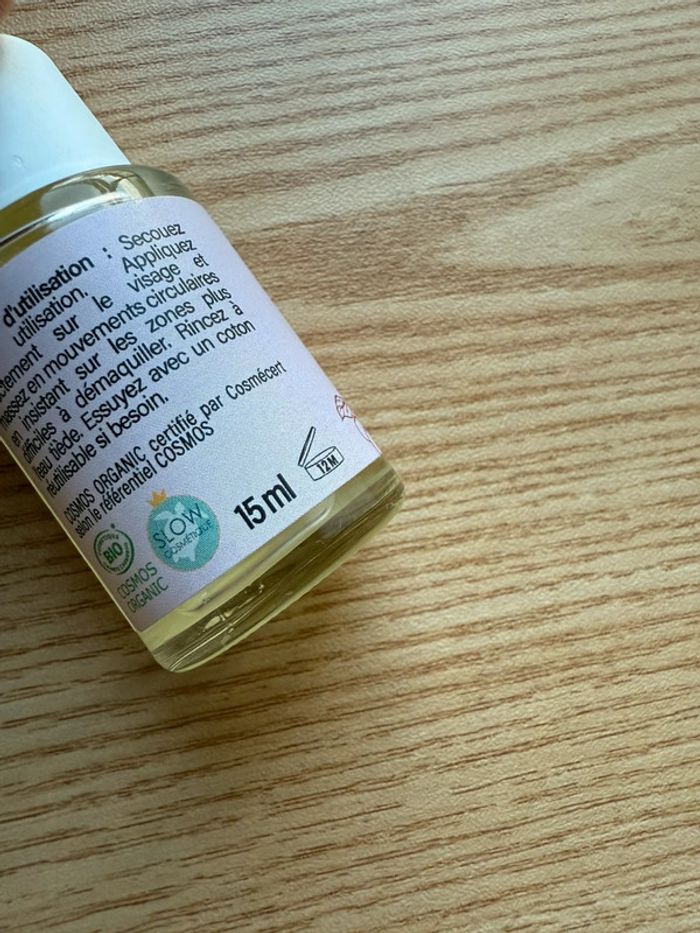 d'utilisation : Secouez
utilisation. Appliquez
ctement sur le visage et
massez en mouvements circulaires
en insistant sur les zones plus
difficiles à démaquiller. Rincez à
l'eau tiède. Essuyez avec un coton
réutilisable si besoin.
COSMOS ORGANIC certifié par Cosmécert
selon le référentiel COSMOS
BIO
COSMOS
ORGANIC
SLOW
COSMÉTIQUE
15 ml
12M